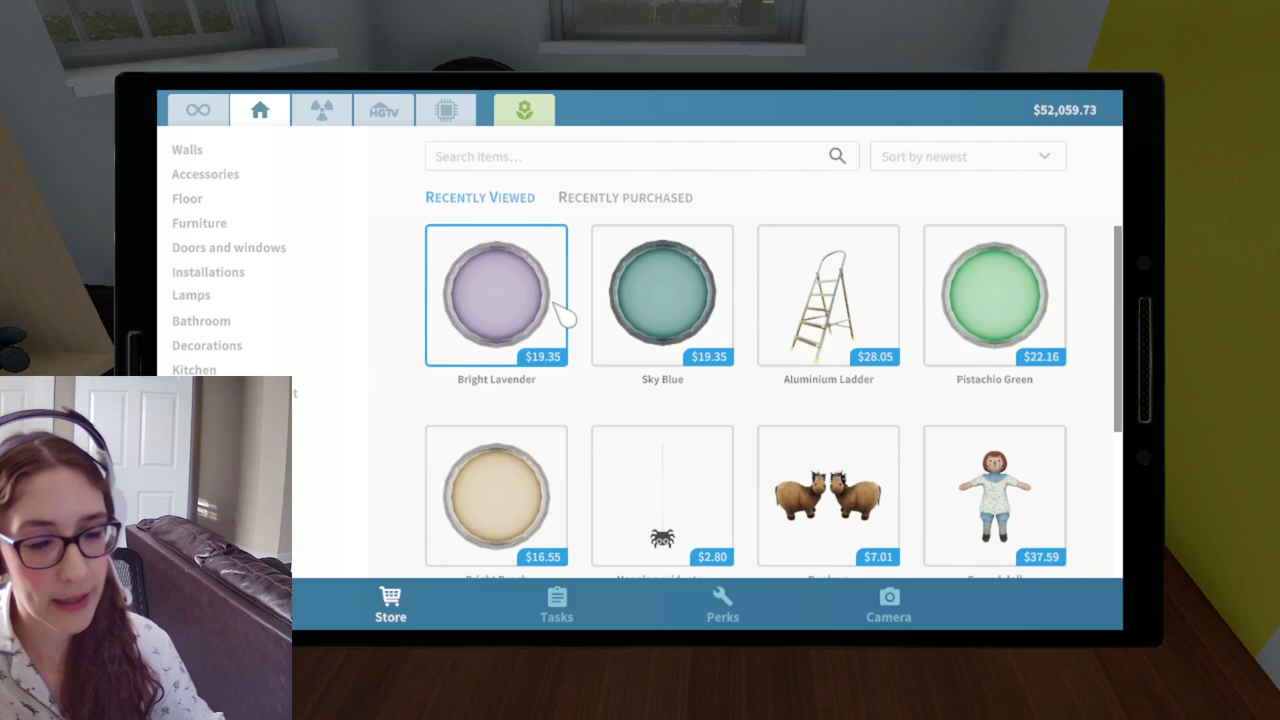 HGTV
$52,059.73
Walls
Accessories
Floor
Furniture
Doors and windows
Installations
Lamps
Bathroom
Decorations
Kitchen
Search items...
Sort by newest
RECENTLY VIEWED RECENTLY PURCHASED
$19.35 $19.35 $28.05 $22.16
Bright Lavender Sky Blue Aluminium Ladder Pistachio Green
$16.55 $2.80 $7.01 $37.59
Store Tasks Perks Camera